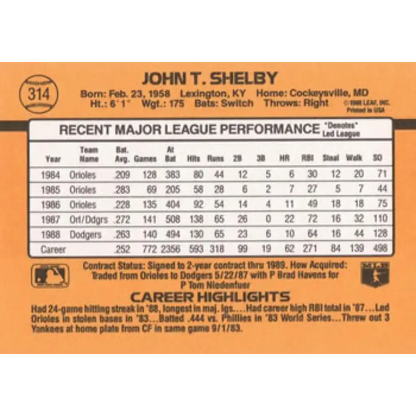 314
JOHN T. SHELBY
Born: Feb. 23, 1958 Lexington, KY Home: Cockeysville, MD
Ht.: 6'1" Wgt.: 175 Bats: Switch Throws: Right
©1988 LEAF, INC.
Printed in USA
RECENT MAJOR LEAGUE PERFORMANCE *Denotes* Led League
Year Team Name Bat. Avg. Games At Bat Hits Runs 2B 3B HR RBI Steal Walk SO
1984 Orioles .209 128 383 80 44 12 5 6 30 12 20 71
1985 Orioles .283 69 205 58 28 6 2 7 27 5 7 44
1986 Orioles .228 135 404 92 54 14 4 11 49 18 18 75
1987 Orl/Ddgrs .272 141 508 138 65 26 0 22 72 16 32 110
1988 Dodgers .263 140 494 130 65 23 6 10 64 16 44 128
Career .252 772 2356 593 318 99 19 62 271 84 139 498
Contract Status: Signed to 2-year contract thru 1989. How Acquired:
Traded from Orioles to Dodgers 5/22/87 with P Brad Havens for
P Tom Niedenfuer
CAREER HIGHLIGHTS
Had 24-game hitting streak in '88, longest in maj. lgs.... Had career high RBI total in '87... Led
Orioles in stolen bases in '83...Batted .444 vs. Phillies in '83 World Series... Threw out 3
Yankees at home plate from CF in same game 9/1/83.